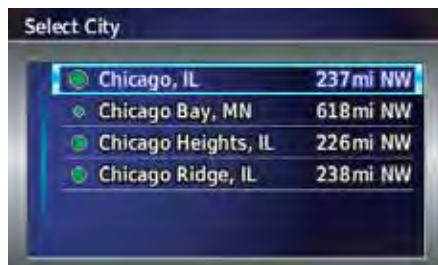 Select City
Chicago, IL 237mi NW
Chicago Bay, MN 618mi NW
Chicago Heights, IL 226mi NW
Chicago Ridge, IL 238mi NW